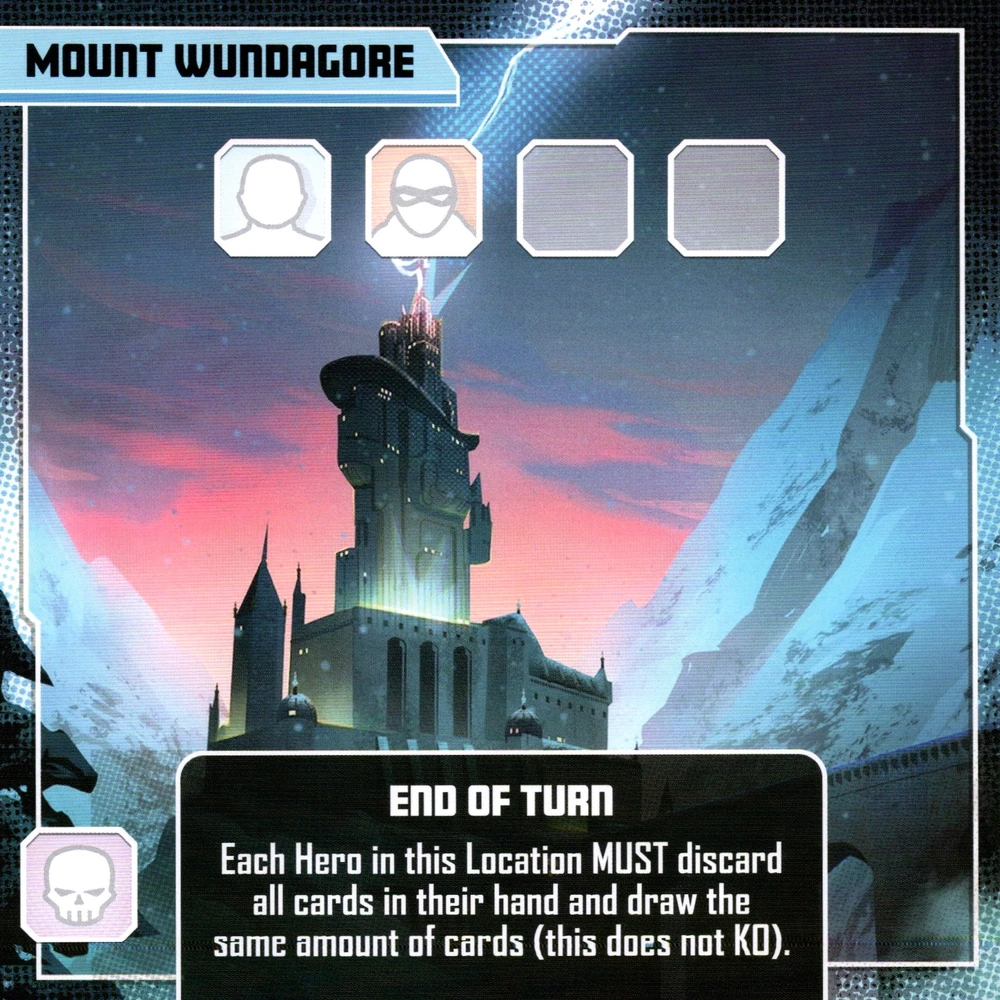 MOUNT WUNDAGORE
END OF TURN
Each Hero in this Location MUST discard
all cards in their hand and draw the
same amount of cards (this does not KO).